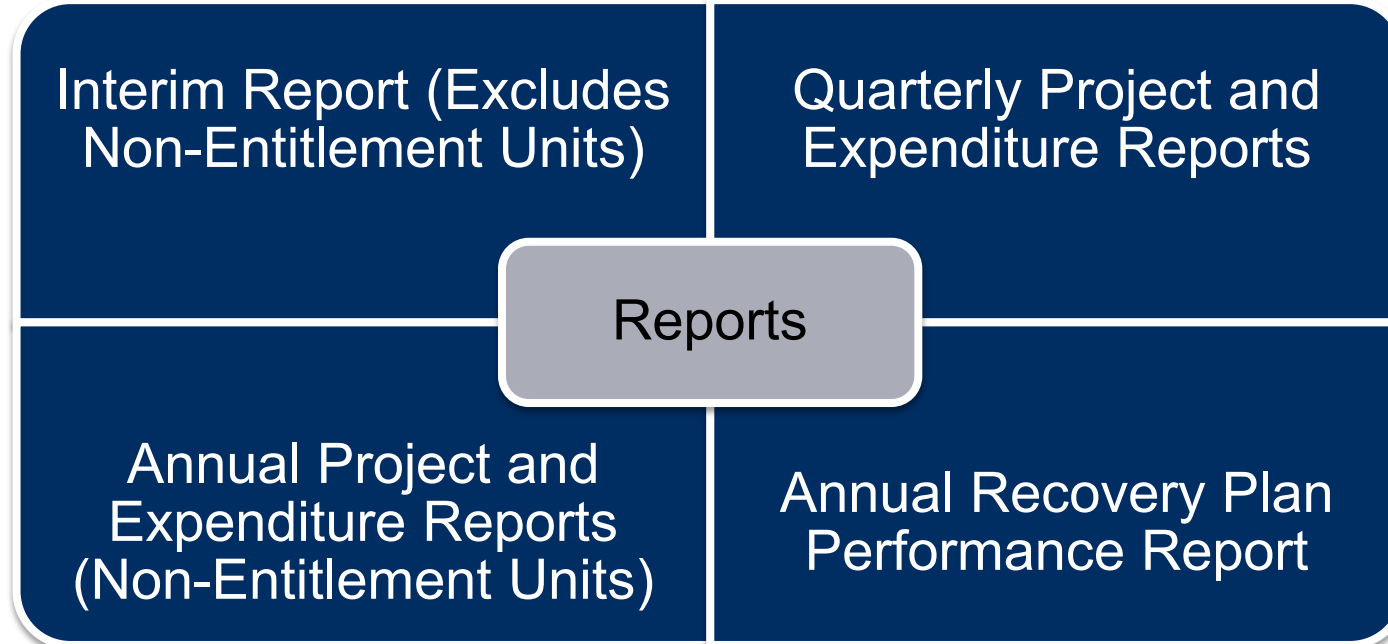 Interim Report (Excludes
Non-Entitlement Units)
Quarterly Project and
Expenditure Reports
Reports
Annual Project and
Expenditure Reports
(Non-Entitlement Units)
Annual Recovery Plan
Performance Report